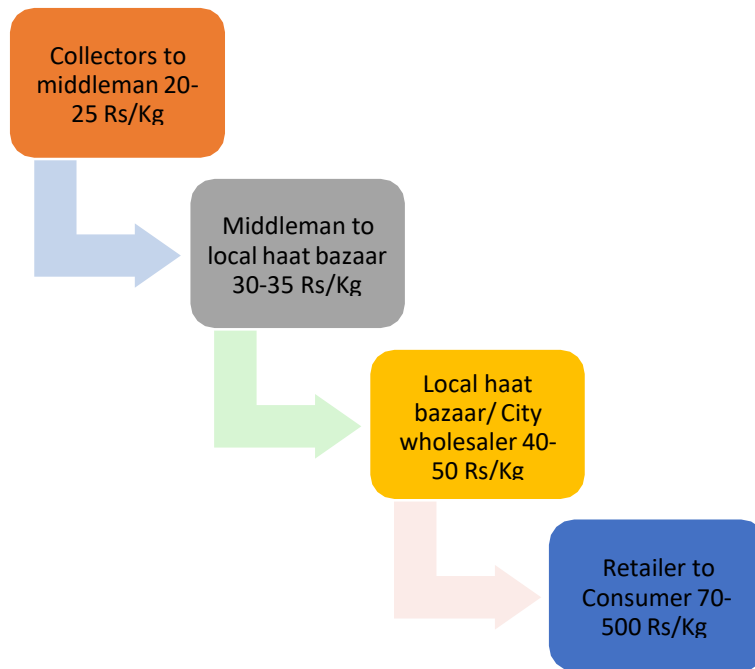 Collectors to
middleman 20-
25 Rs/Kg
Middleman to
local haat bazaar
30-35 Rs/Kg
Local haat
bazaar/ City
wholesaler 40-
50 Rs/Kg
Retailer to
Consumer 70-
500 Rs/Kg